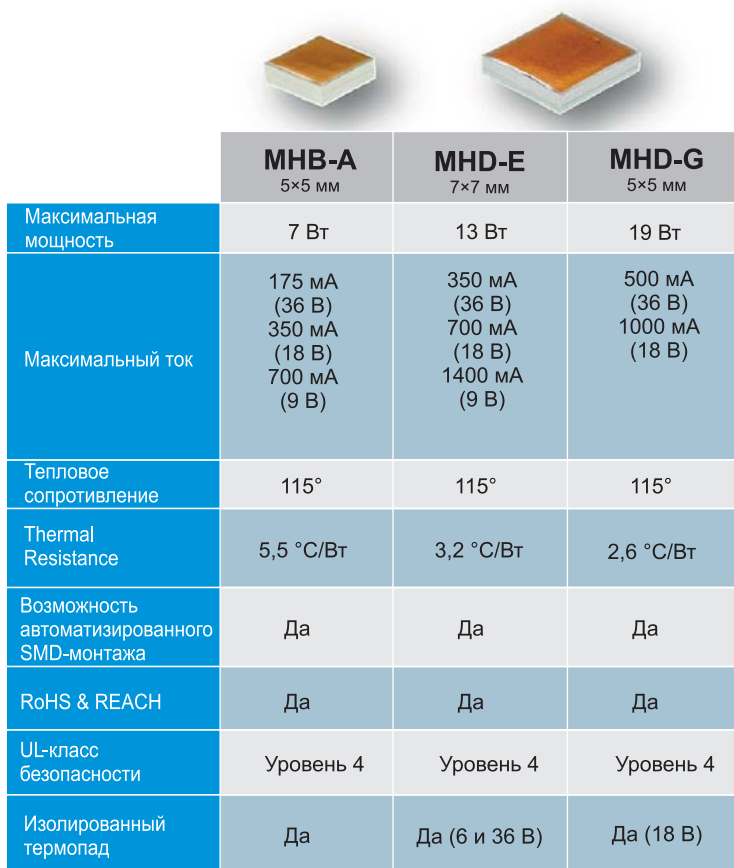 MHB-A
5×5 мм
MHD-E
7×7 мм
MHD-G
5×5 мм
Максимальная
мощность
7 Вт
13 Вт
19 Вт
Максимальный ток
175 мА
(36 В)
350 мА
(18 В)
700 мА
(9 В)
350 мА
(36 В)
700 мА
(18 В)
1400 мА
(9 В)
500 мА
(36 В)
1000 мА
(18 В)
Тепловое
сопротивление
115°
115°
115°
Thermal
Resistance
5,5 °C/Вт
3,2 °C/Вт
2,6 °C/Вт
Возможность
автоматизированного
SMD-монтажа
Да
Да
Да
RoHS & REACH
Да
Да
Да
UL-класс
безопасности
Уровень 4
Уровень 4
Уровень 4
Изолированный
термопад
Да
Да (6 и 36 В)
Да (18 В)